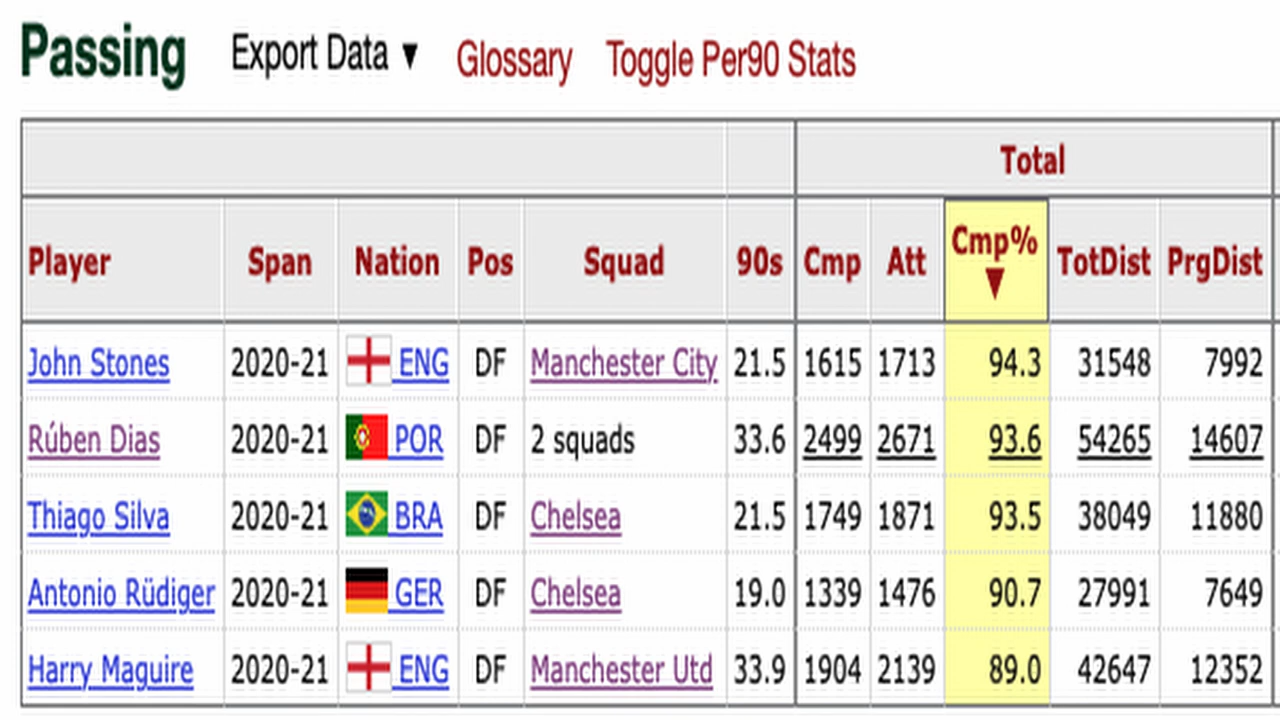 Passing Export Data ▼ Glossary Toggle Per90 Stats
Total
Player Span Nation Pos Squad 90s Cmp Att Cmp% ▼ TotDist PrgDist
John Stones 2020-21 ENG DF Manchester City 21.5 1615 1713 94.3 31548 7992
Rúben Dias 2020-21 POR DF 2 squads 33.6 2499 2671 93.6 54265 14607
Thiago Silva 2020-21 BRA DF Chelsea 21.5 1749 1871 93.5 38049 11880
Antonio Rüdiger 2020-21 GER DF Chelsea 19.0 1339 1476 90.7 27991 7649
Harry Maguire 2020-21 ENG DF Manchester Utd 33.9 1904 2139 89.0 42647 12352